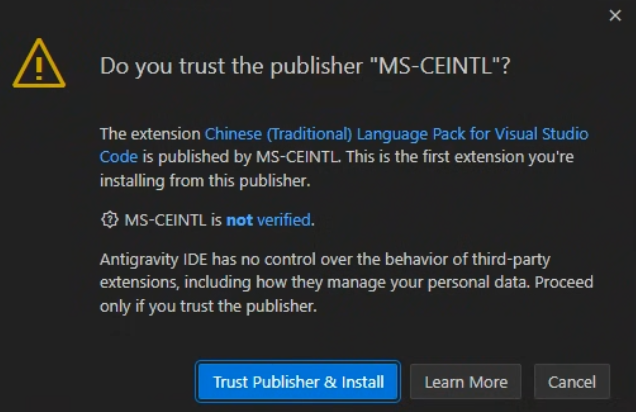 Do you trust the publisher "MS-CEINTL"?
The extension Chinese (Traditional) Language Pack for Visual Studio
Code is published by MS-CEINTL. This is the first extension you're
installing from this publisher.
MS-CEINTL is not verified.
Antigravity IDE has no control over the behavior of third-party
extensions, including how they manage your personal data. Proceed
only if you trust the publisher.
Trust Publisher & Install Learn More Cancel